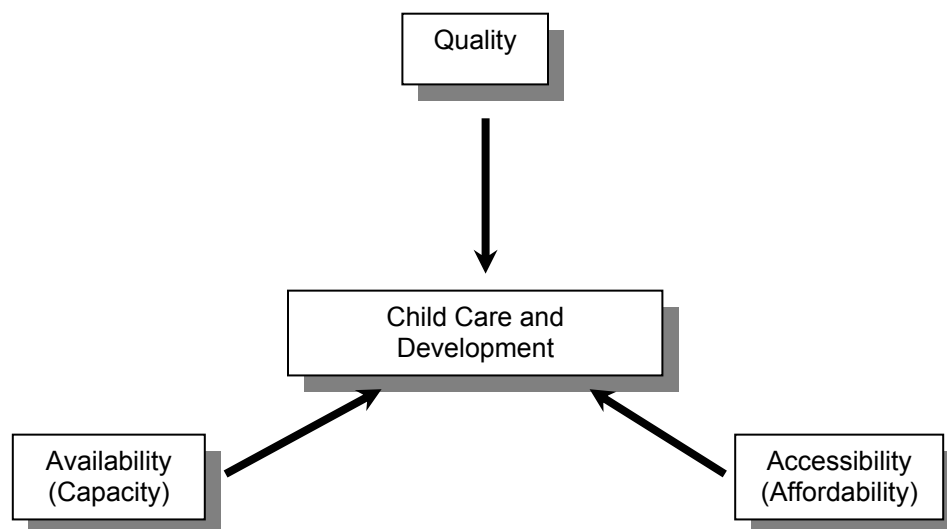 Quality
Child Care and
Development
Availability
(Capacity)
Accessibility
(Affordability)